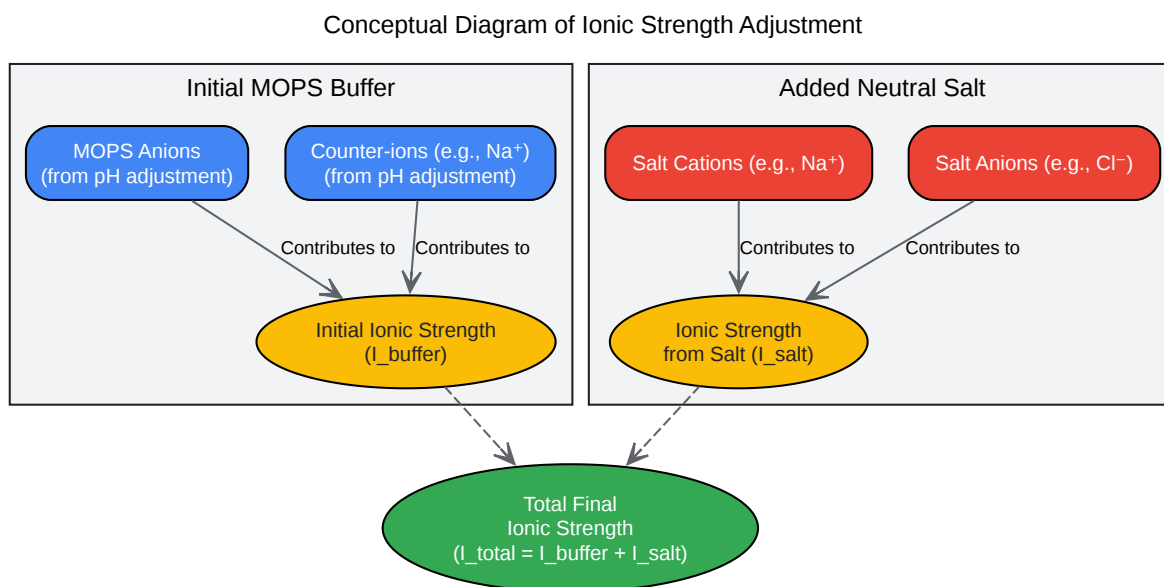 Conceptual Diagram of Ionic Strength Adjustment
Initial MOPS Buffer
MOPS Anions
(from pH adjustment)
Counter-ions (e.g., Na⁺)
(from pH adjustment)
Contributes to
Contributes to
Initial Ionic Strength
(I_buffer)
Added Neutral Salt
Salt Cations (e.g., Na⁺)
Salt Anions (e.g., Cl⁻)
Contributes to
Contributes to
Ionic Strength
from Salt (I_salt)
Total Final
Ionic Strength
(I_total = I_buffer + I_salt)